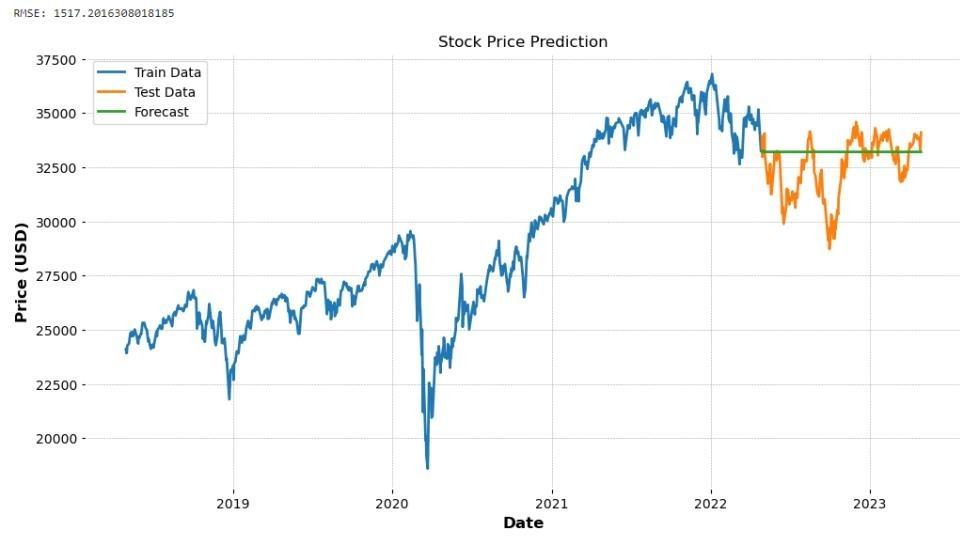 RMSE: 1517.2016308018185
Stock Price Prediction
37500
35000
32500
30000
27500
25000
22500
20000
Price (USD)
Train Data
Test Data
Forecast
2019
2020
2021
2022
2023
Date